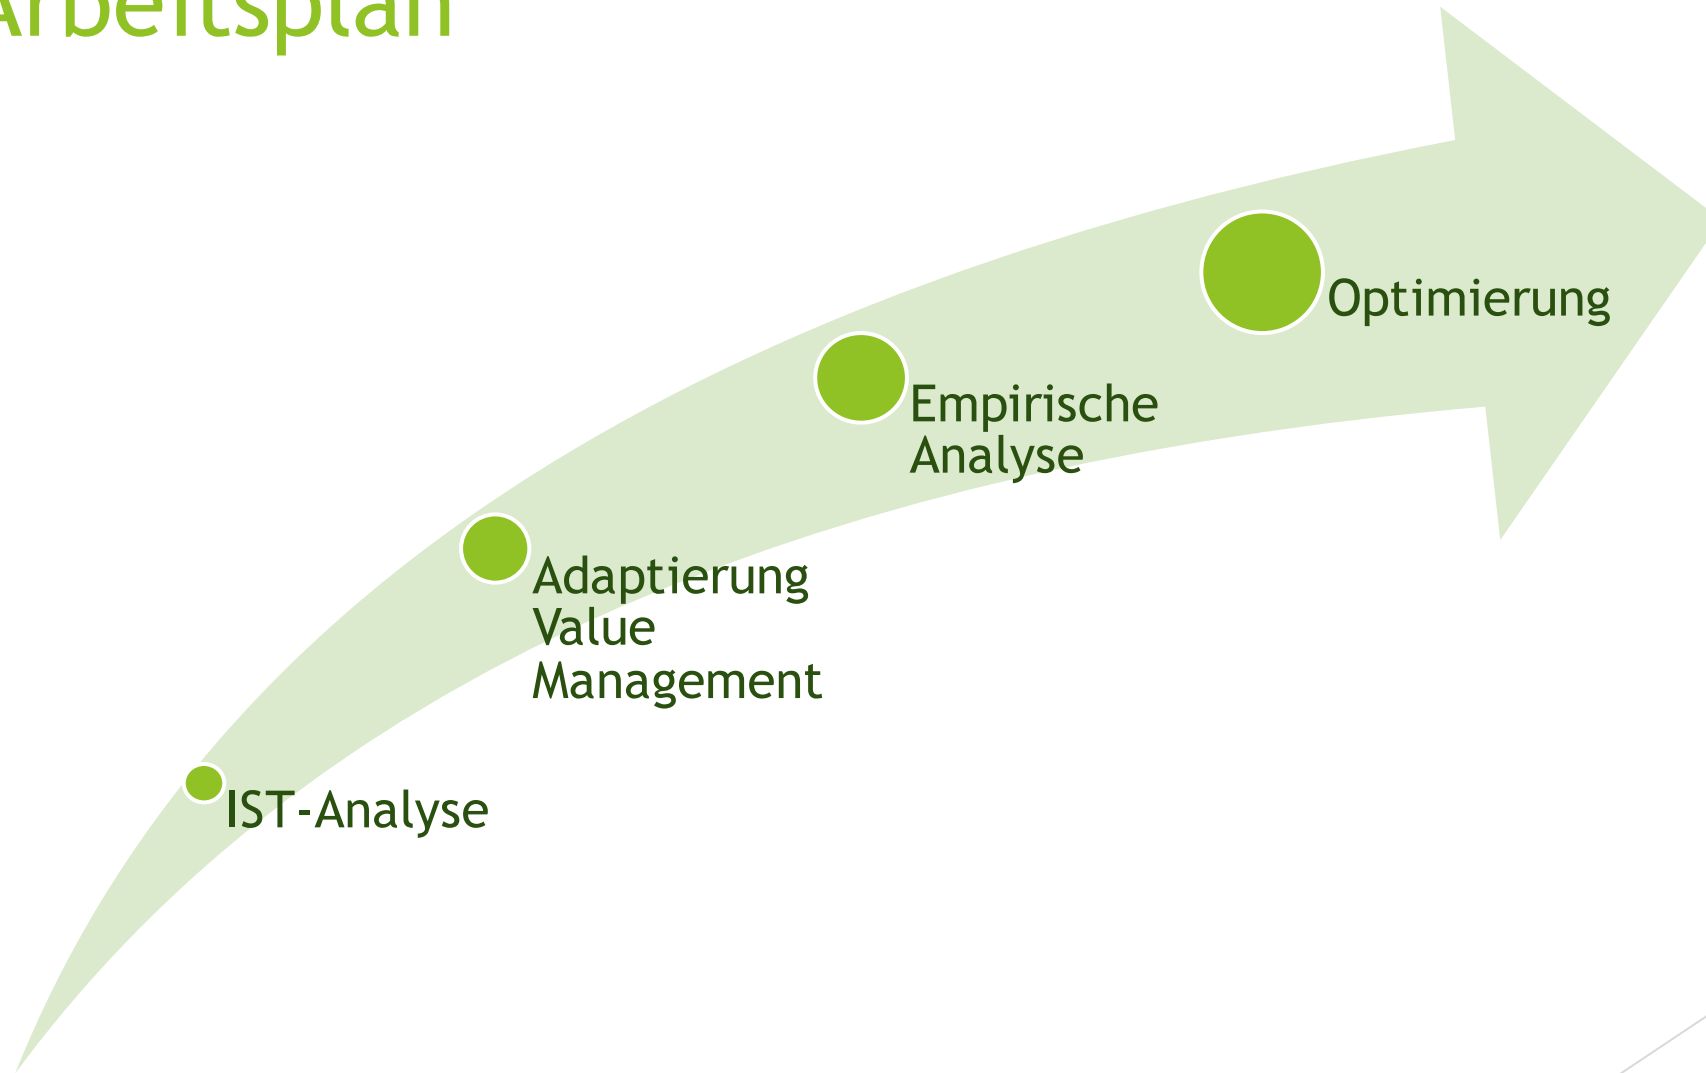 Arbeitsplan
Optimierung
Empirische
Analyse
Adaptierung
Value
Management
IST-Analyse